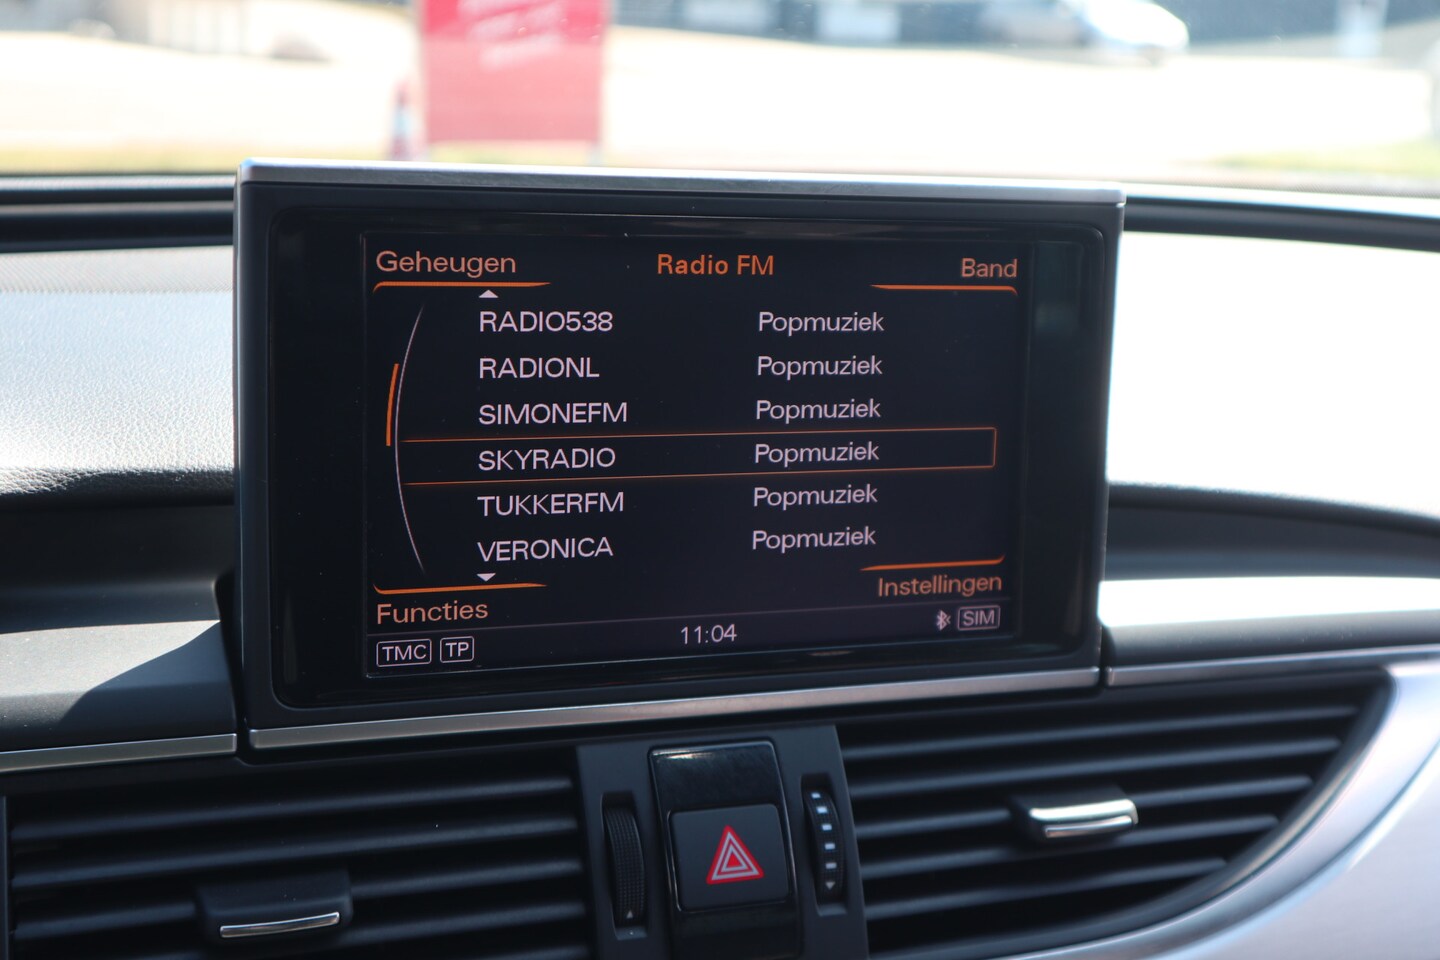 Geheugen Radio FM Band
RADIO538 Popmuziek
RADIONL Popmuziek
SIMONEFM Popmuziek
SKYRADIO Popmuziek
TUKKERFM Popmuziek
VERONICA Popmuziek
Functies Instellingen
TMC TP 11:04 SIM